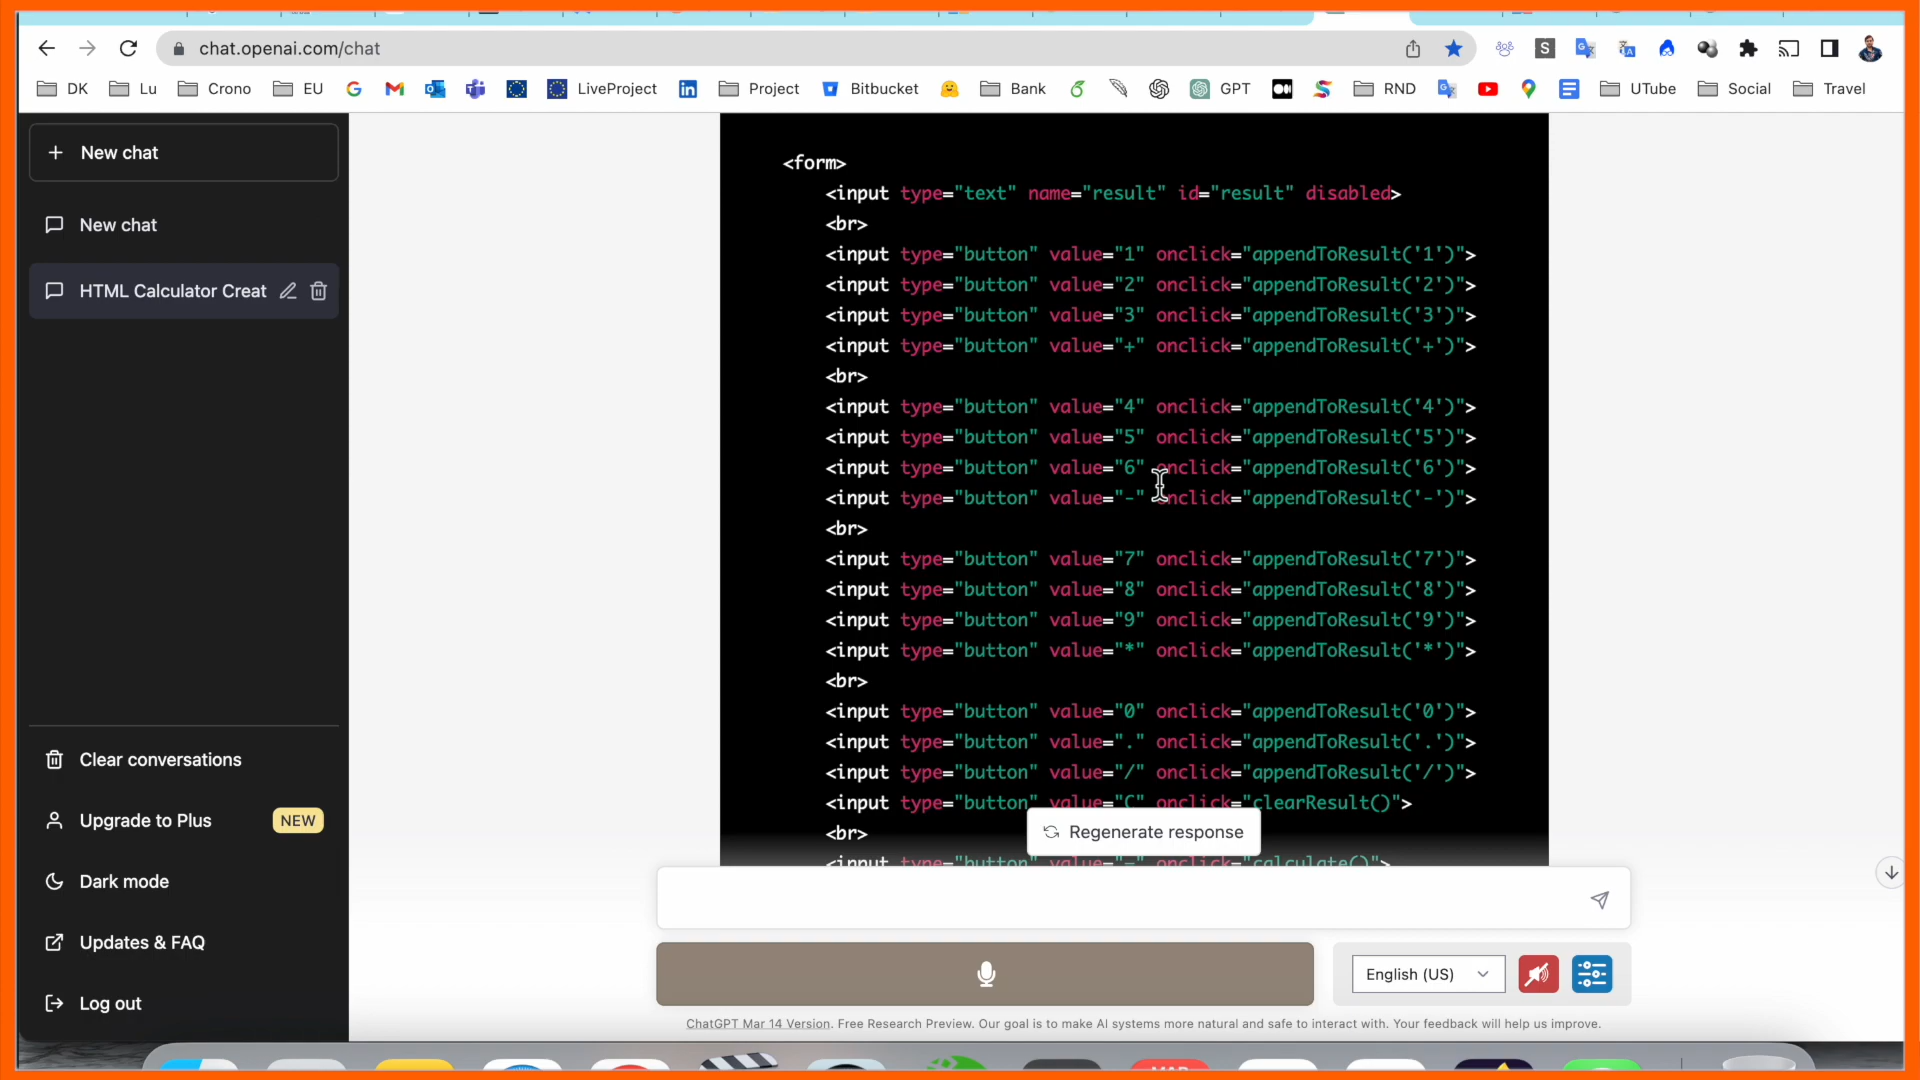 chat.openai.com/chat
S
DK Lu Crono EU LiveProject Project Bitbucket Bank GPT RND UTube Social Travel
+ New chat
New chat
HTML Calculator Creat
<form>
<input type="text" name="result" id="result" disabled>
<br>
<input type="button" value="1" onclick="appendToResult('1')">
<input type="button" value="2" onclick="appendToResult('2')">
<input type="button" value="3" onclick="appendToResult('3')">
<input type="button" value="+" onclick="appendToResult('+')">
<br>
<input type="button" value="4" onclick="appendToResult('4')">
<input type="button" value="5" onclick="appendToResult('5')">
<input type="button" value="6" onclick="appendToResult('6')">
<input type="button" value="-" onclick="appendToResult('-')">
<br>
<input type="button" value="7" onclick="appendToResult('7')">
<input type="button" value="8" onclick="appendToResult('8')">
<input type="button" value="9" onclick="appendToResult('9')">
<input type="button" value="*" onclick="appendToResult('*')">
<br>
<input type="button" value="0" onclick="appendToResult('0')">
<input type="button" value="." onclick="appendToResult('.')">
<input type="button" value="/" onclick="appendToResult('/')">
<input type="button" value="C" onclick="clearResult()">
<br>
<input type="button" value="=" onclick="calculate()">
Regenerate response
Clear conversations
Upgrade to Plus NEW
Dark mode
Updates & FAQ
Log out
English (US)
ChatGPT Mar 14 Version. Free Research Preview. Our goal is to make AI systems more natural and safe to interact with. Your feedback will help us improve.
MAR